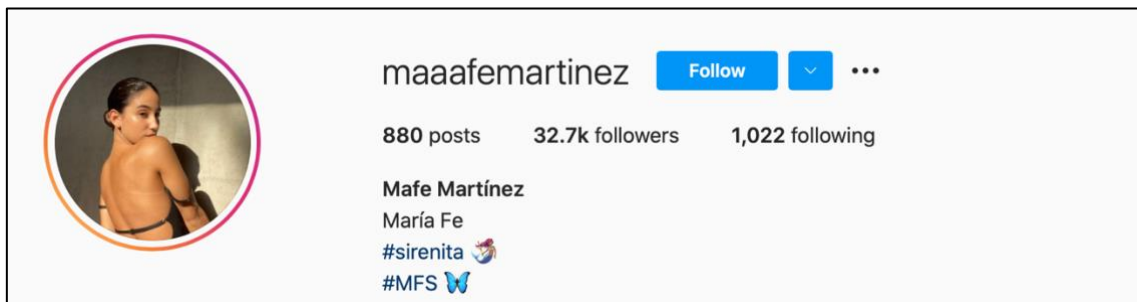 maaafemartinez Follow
880 posts 32.7k followers 1,022 following
Mafe Martínez
María Fe
#sirenita 🧜‍♀️
#MFS 🦋